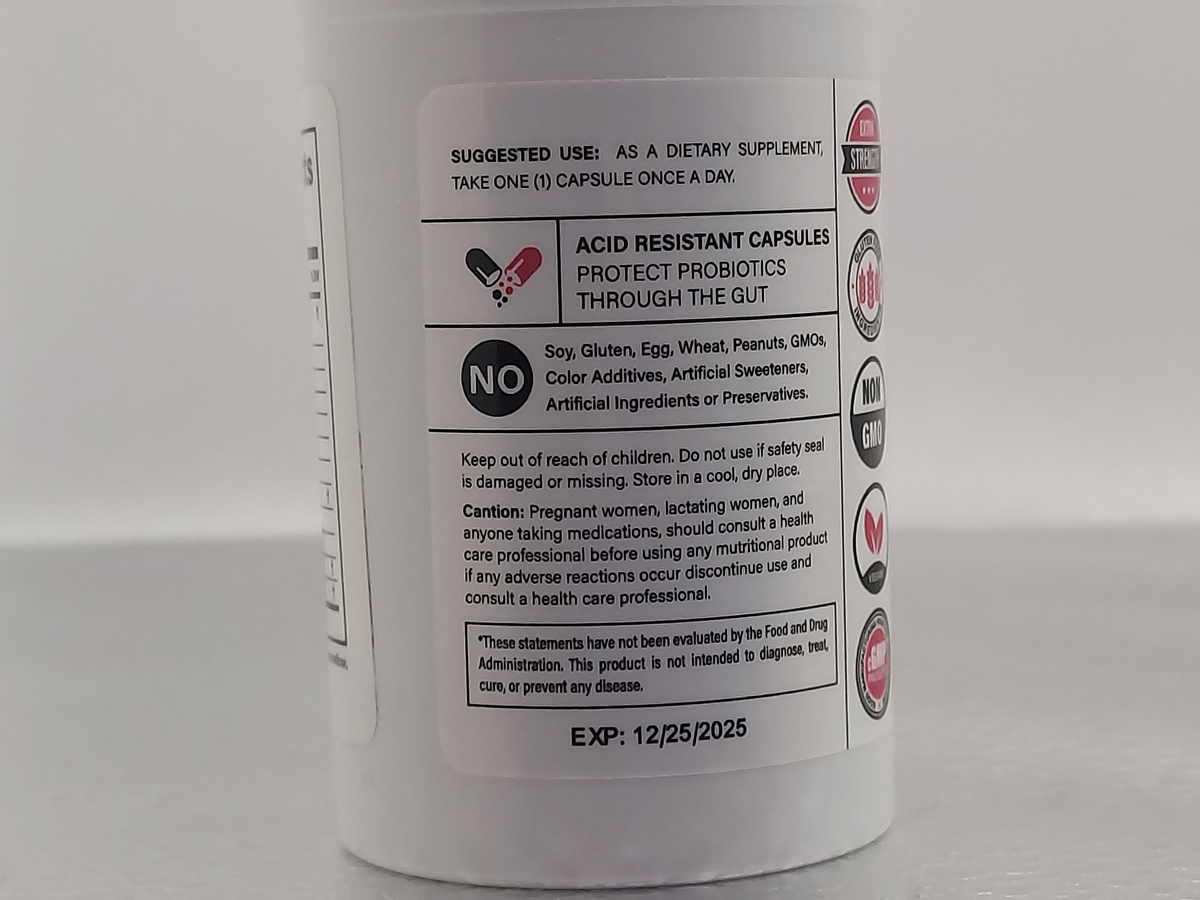 SUGGESTED USE: AS A DIETARY SUPPLEMENT,
TAKE ONE (1) CAPSULE ONCE A DAY.
ACID RESISTANT CAPSULES
PROTECT PROBIOTICS
THROUGH THE GUT
NO
Soy, Gluten, Egg, Wheat, Peanuts, GMOs,
Color Additives, Artificial Sweeteners,
Artificial Ingredients or Preservatives.
Keep out of reach of children. Do not use if safety seal
is damaged or missing. Store in a cool, dry place.
Cantion: Pregnant women, lactating women, and
anyone taking medlcations, should consult a health
care professional before using any mutritional product
if any adverse reactions occur discontinue use and
consult a health care professional.
*These statements have not been evaluated by the Food and Drug
Administration. This product is not intended to diagnose, treat,
cure, or prevent any disease.
EXP: 12/25/2025
EXTRA
STRENGTH
GLUTEN
NON
GMO
GMP